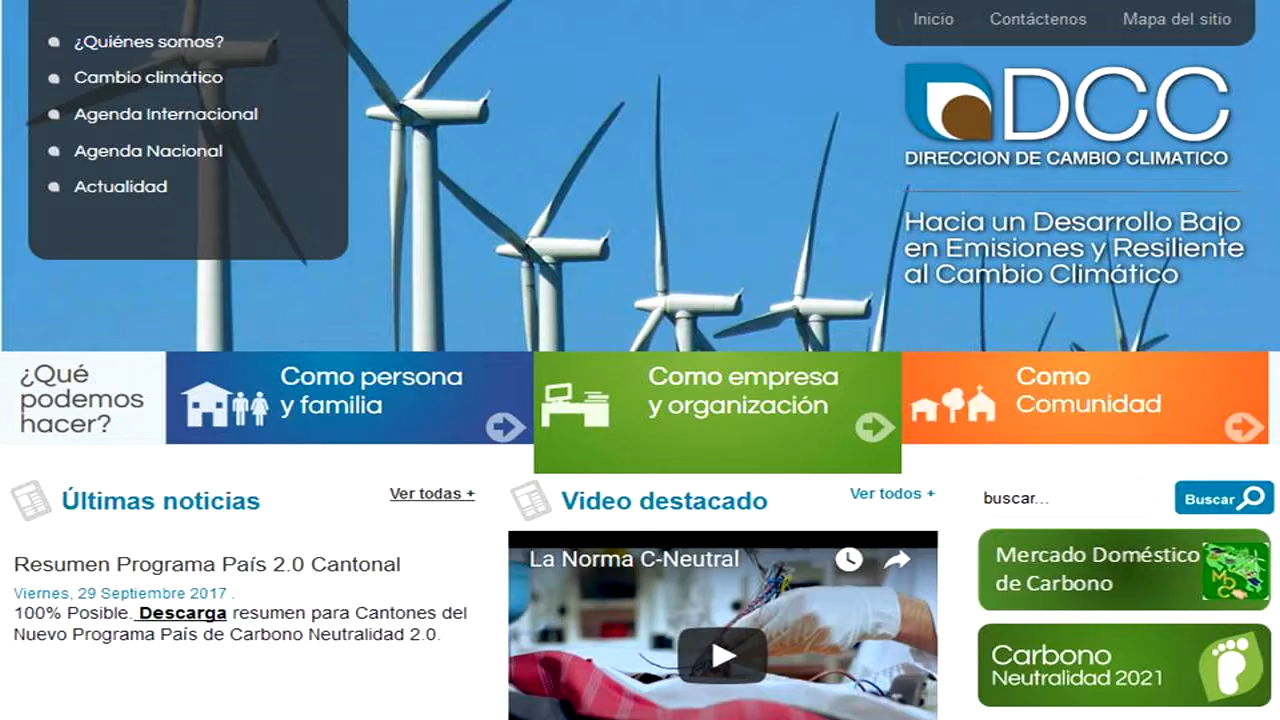 ¿Quiénes somos?
Cambio climático
Agenda Internacional
Agenda Nacional
Actualidad
Inicio Contáctenos Mapa del sitio
DCC
DIRECCION DE CAMBIO CLIMATICO
Hacia un Desarrollo Bajo
en Emisiones y Resiliente
al Cambio Climático
¿Qué
podemos
hacer?
Como persona
y familia
Como empresa
y organización
Como
Comunidad
Últimas noticias
Ver todas +
Resumen Programa País 2.0 Cantonal
Viernes, 29 Septiembre 2017 .
100% Posible. Descarga resumen para Cantones del
Nuevo Programa País de Carbono Neutralidad 2.0.
Video destacado
Ver todos +
La Norma C-Neutral
buscar...
Buscar
Mercado Doméstico
de Carbono
MDC
Carbono
Neutralidad 2021